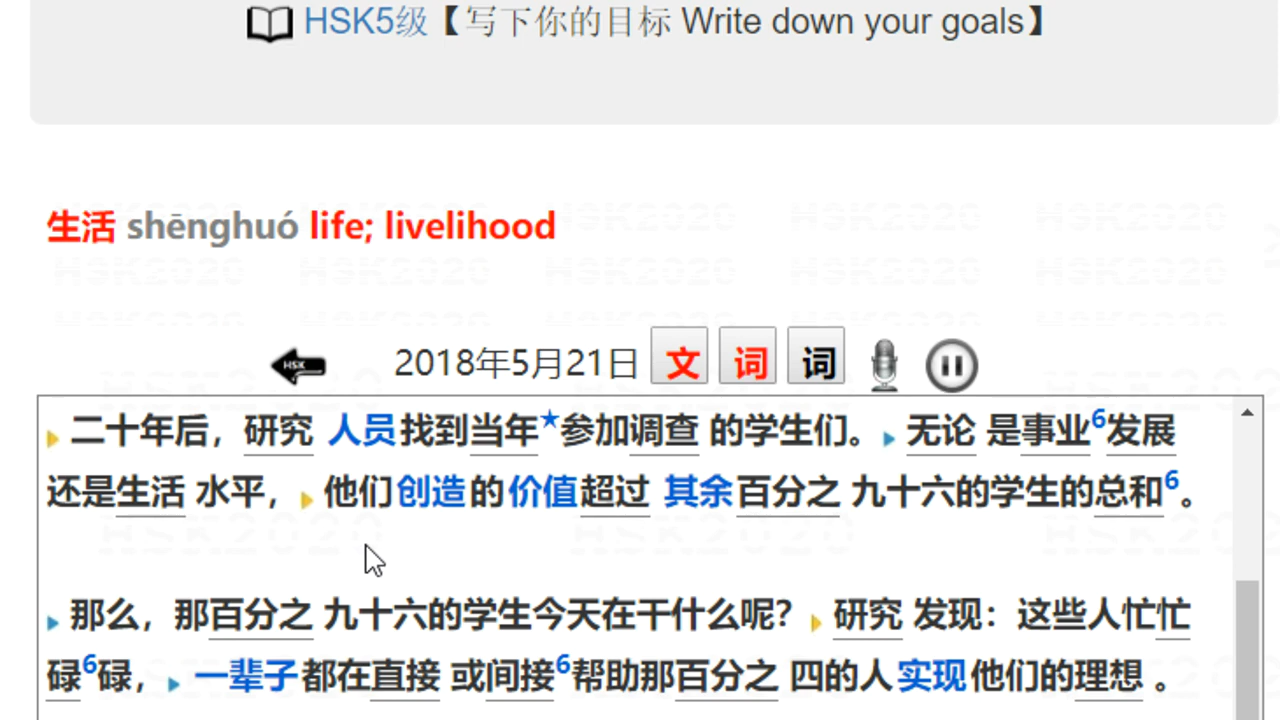 HSK5级【写下你的目标 Write down your goals】
生活 shēnghuó life; livelihood
HSK 2018年5月21日 文 词 词
二十年后，研究 人员找到当年★参加调查 的学生们。无论 是事业6发展
还是生活 水平，他们创造的价值超过 其余百分之 九十六的学生的总和6。
那么，那百分之 九十六的学生今天在干什么呢？研究 发现：这些人忙忙
碌6碌，一辈子都在直接 或间接6帮助那百分之 四的人实现他们的理想 。
HSK2020